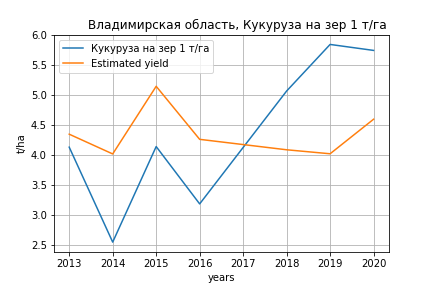 Владимирская область, Кукуруза на зер 1 т/га
Кукуруза на зер 1 т/га
Estimated yield
t/ha
6.0
5.5
5.0
4.5
4.0
3.5
3.0
2.5
2013 2014 2015 2016 2017 2018 2019 2020
years